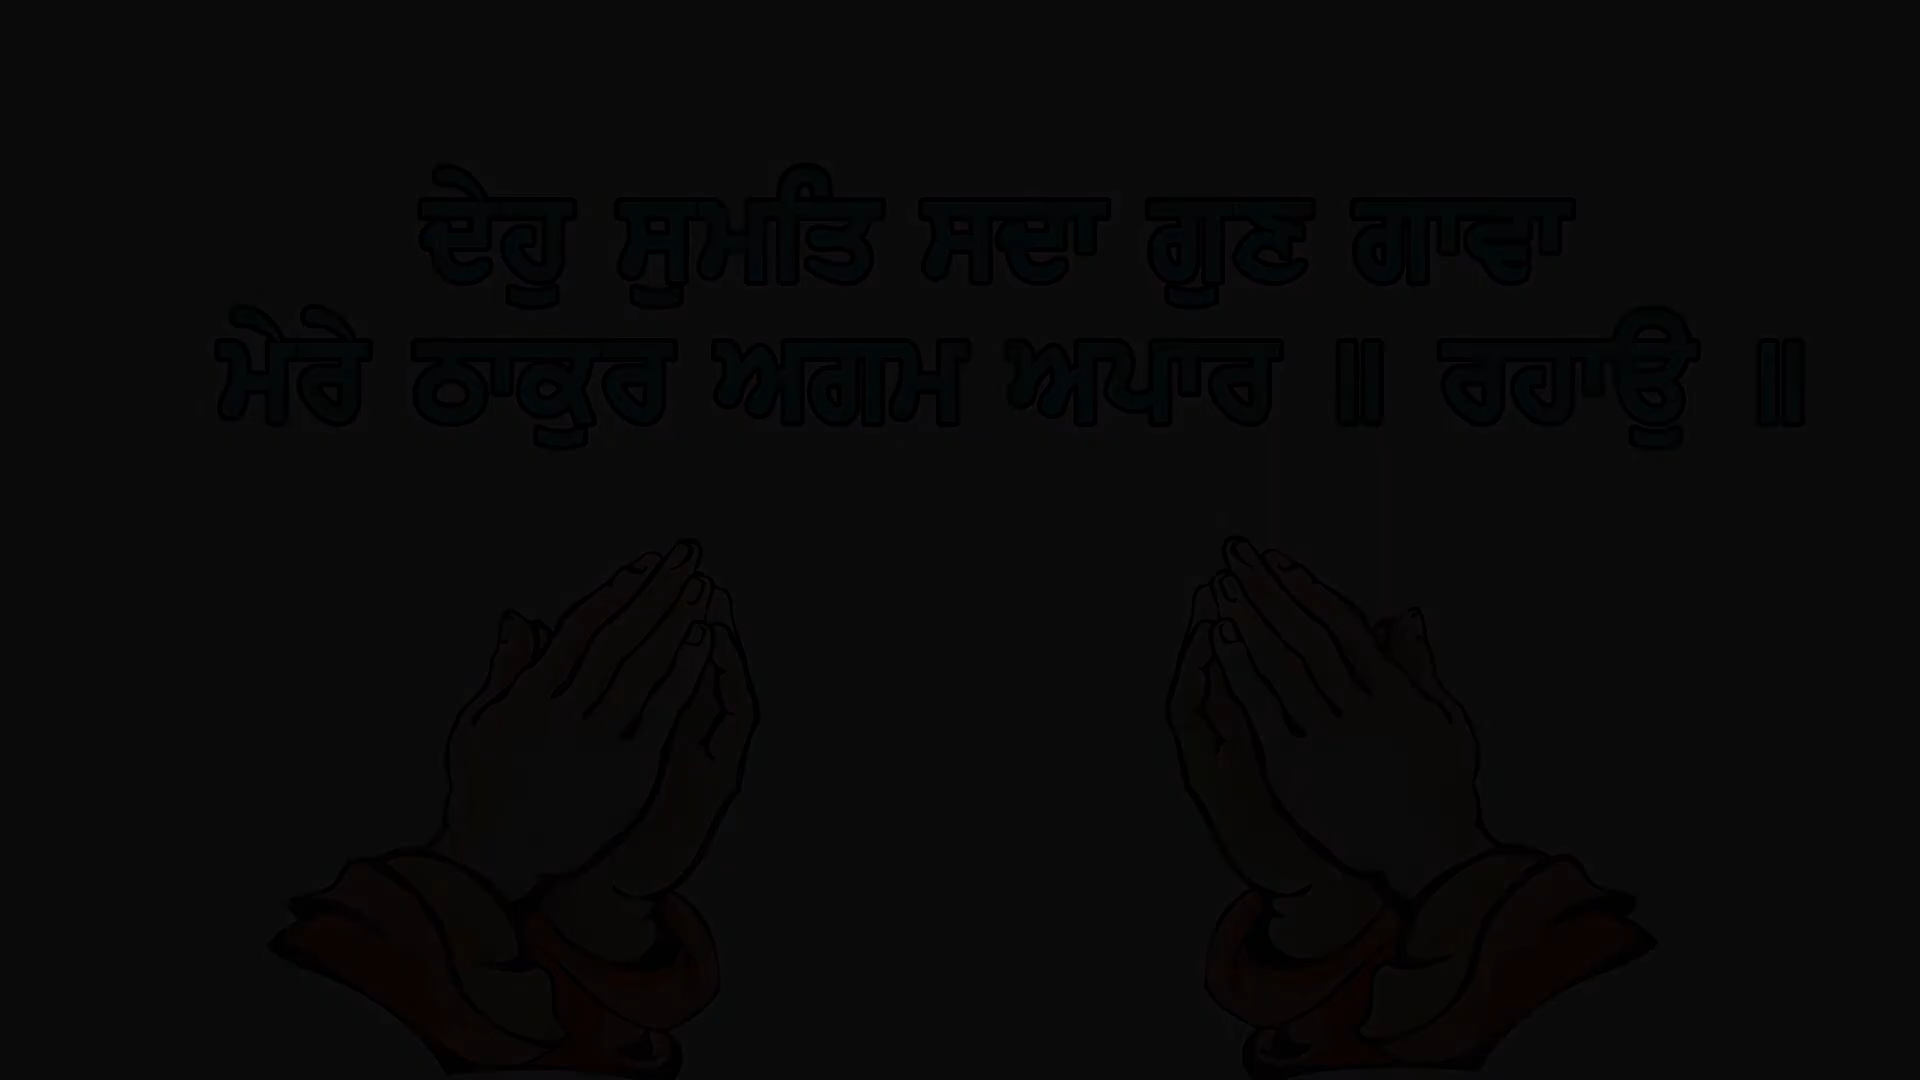 ਦੇਹੁ ਸੁਮਤਿ ਸਦਾ ਗੁਣ ਗਾਵਾ
ਮੇਰੇ ਠਾਕੁਰ ਅਗਮ ਅਪਾਰ ॥ ਰਹਾਉ ॥